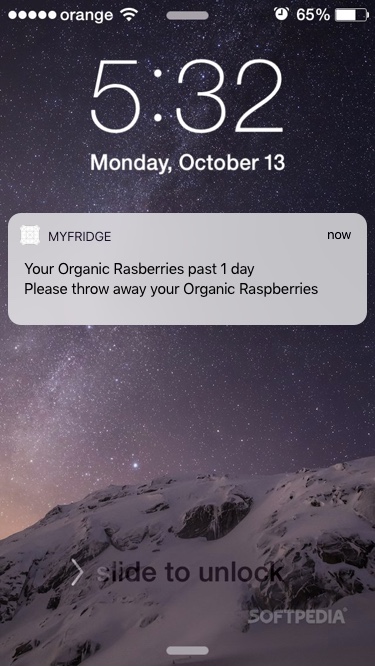 orange 65%
5:32
Monday, October 13
MYFRIDGE now
Your Organic Rasberries past 1 day
Please throw away your Organic Raspberries
slide to unlock
SOFTPEDIA